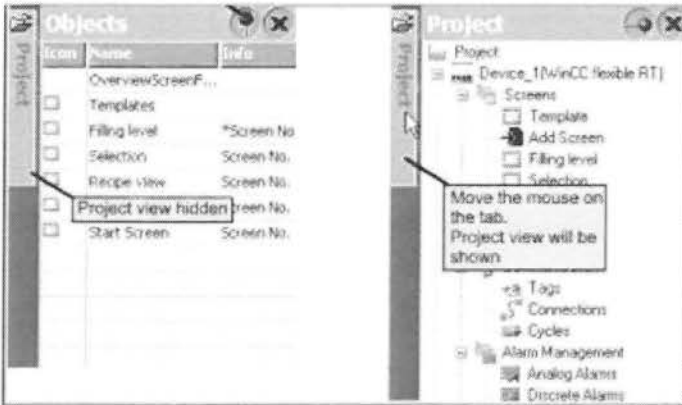 Project
Objects
Icon Name Info
OverviewScreenF...
Templates
Filling level *Screen No
Selection Screen No.
Recipe view Screen No.
Project view hidden
Screen No.
Start Screen Screen No.
Project
Project
Project
Device_1(WinCC flexible RT)
Screens
Template
Add Screen
Filling level
Selection
Move the mouse on
the tab.
Project view will be
shown
Tags
Connections
Cycles
Alarm Management
Analog Alarms
Discrete Alarms